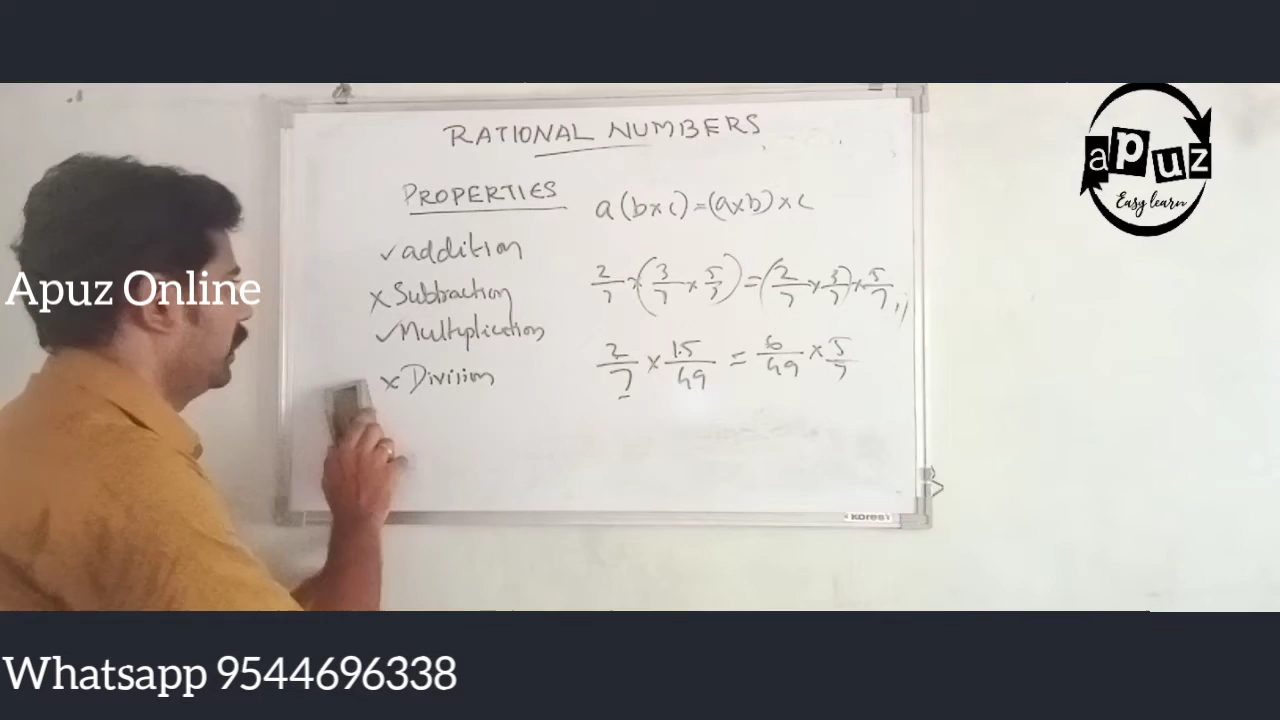 RATIONAL NUMBERS
PROPERTIES
✓ addition
× Subtraction
✓ Multiplication
× Division
a(b×c)=(a×b)×c
2/7 × (3/7 × 5/7) = (2/7 × 3/7) × 5/7 ,,
2/7 × 15/49 = 6/49 × 5/7
Kores
apuz
Easy learn
Apuz Online
Whatsapp 9544696338